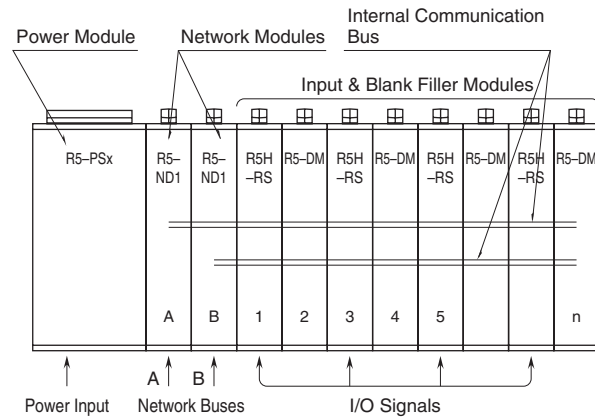 Internal Communication
Bus
Power Module
Network Modules
Input & Blank Filler Modules
R5–PSx R5– R5– R5H R5–DM R5H R5–DM R5H R5–DM R5H R5–DM
ND1 ND1 –RS –RS –RS –RS
A B 1 2 3 4 5 n
A B
Power Input Network Buses I/O Signals